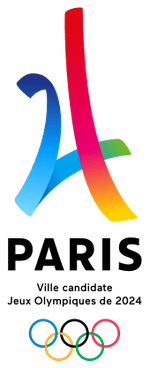 PARIS
Ville candidate
Jeux Olympiques de 2024